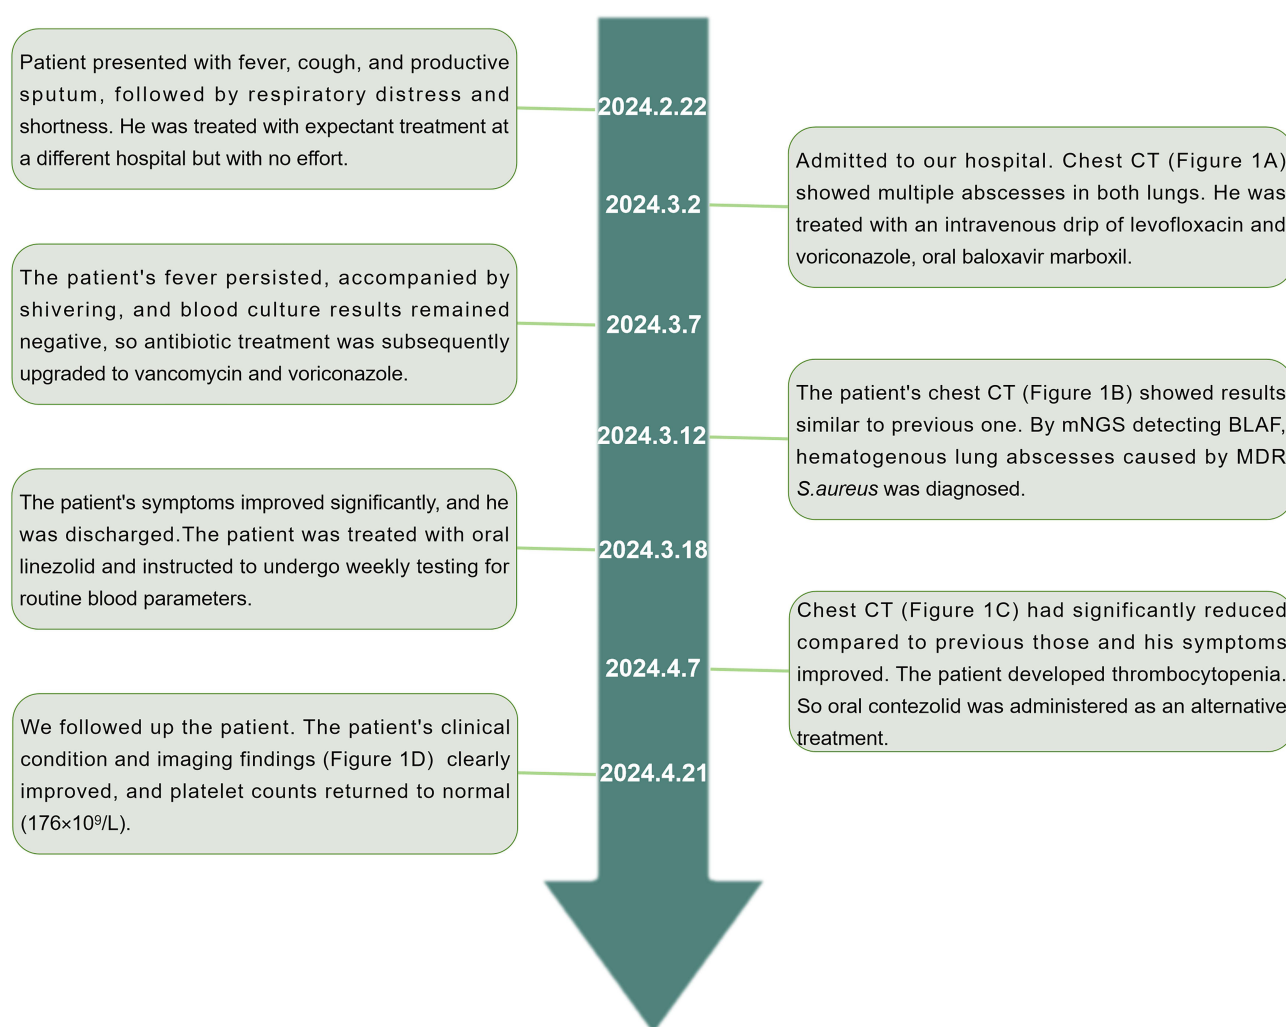 Patient presented with fever, cough, and productive
sputum, followed by respiratory distress and
shortness. He was treated with expectant treatment at
a different hospital but with no effort.
2024.2.22
Admitted to our hospital. Chest CT (Figure 1A)
showed multiple abscesses in both lungs. He was
treated with an intravenous drip of levofloxacin and
voriconazole, oral baloxavir marboxil.
2024.3.2
The patient's fever persisted, accompanied by
shivering, and blood culture results remained
negative, so antibiotic treatment was subsequently
upgraded to vancomycin and voriconazole.
2024.3.7
The patient's chest CT (Figure 1B) showed results
similar to previous one. By mNGS detecting BLAF,
hematogenous lung abscesses caused by MDR
S.aureus was diagnosed.
2024.3.12
The patient's symptoms improved significantly, and he
was discharged.The patient was treated with oral
linezolid and instructed to undergo weekly testing for
routine blood parameters.
2024.3.18
Chest CT (Figure 1C) had significantly reduced
compared to previous those and his symptoms
improved. The patient developed thrombocytopenia.
So oral contezolid was administered as an alternative
treatment.
2024.4.7
We followed up the patient. The patient's clinical
condition and imaging findings (Figure 1D) clearly
improved, and platelet counts returned to normal
(176×10⁹/L).
2024.4.21